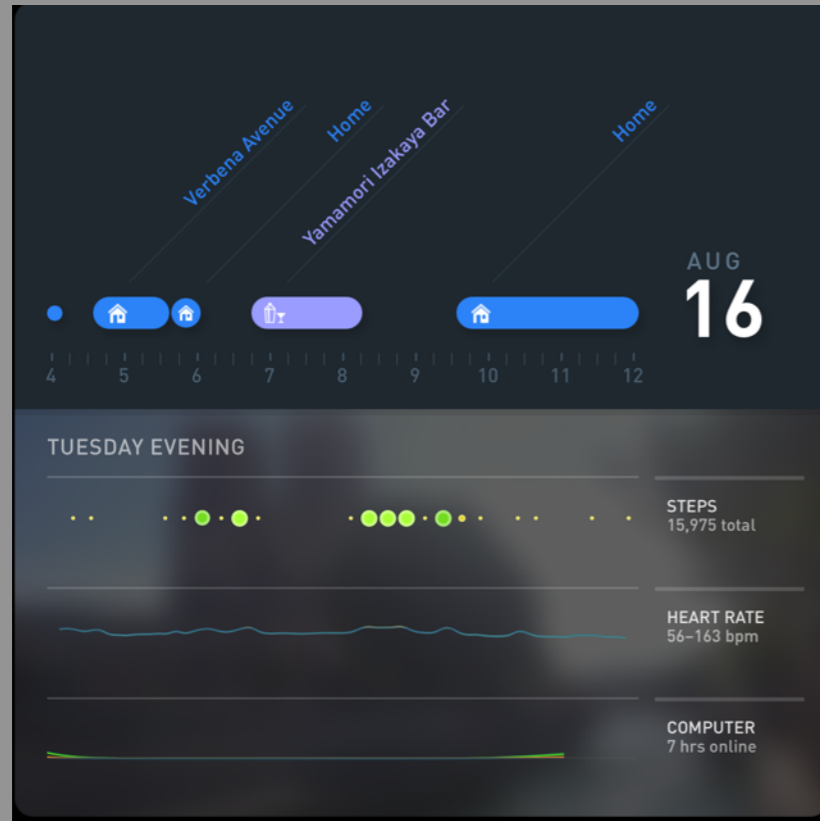 Verbena Avenue
Home
Yamamori Izakaya Bar
Home
AUG
16
4 5 6 7 8 9 10 11 12
TUESDAY EVENING
STEPS
15,975 total
HEART RATE
56–163 bpm
COMPUTER
7 hrs online